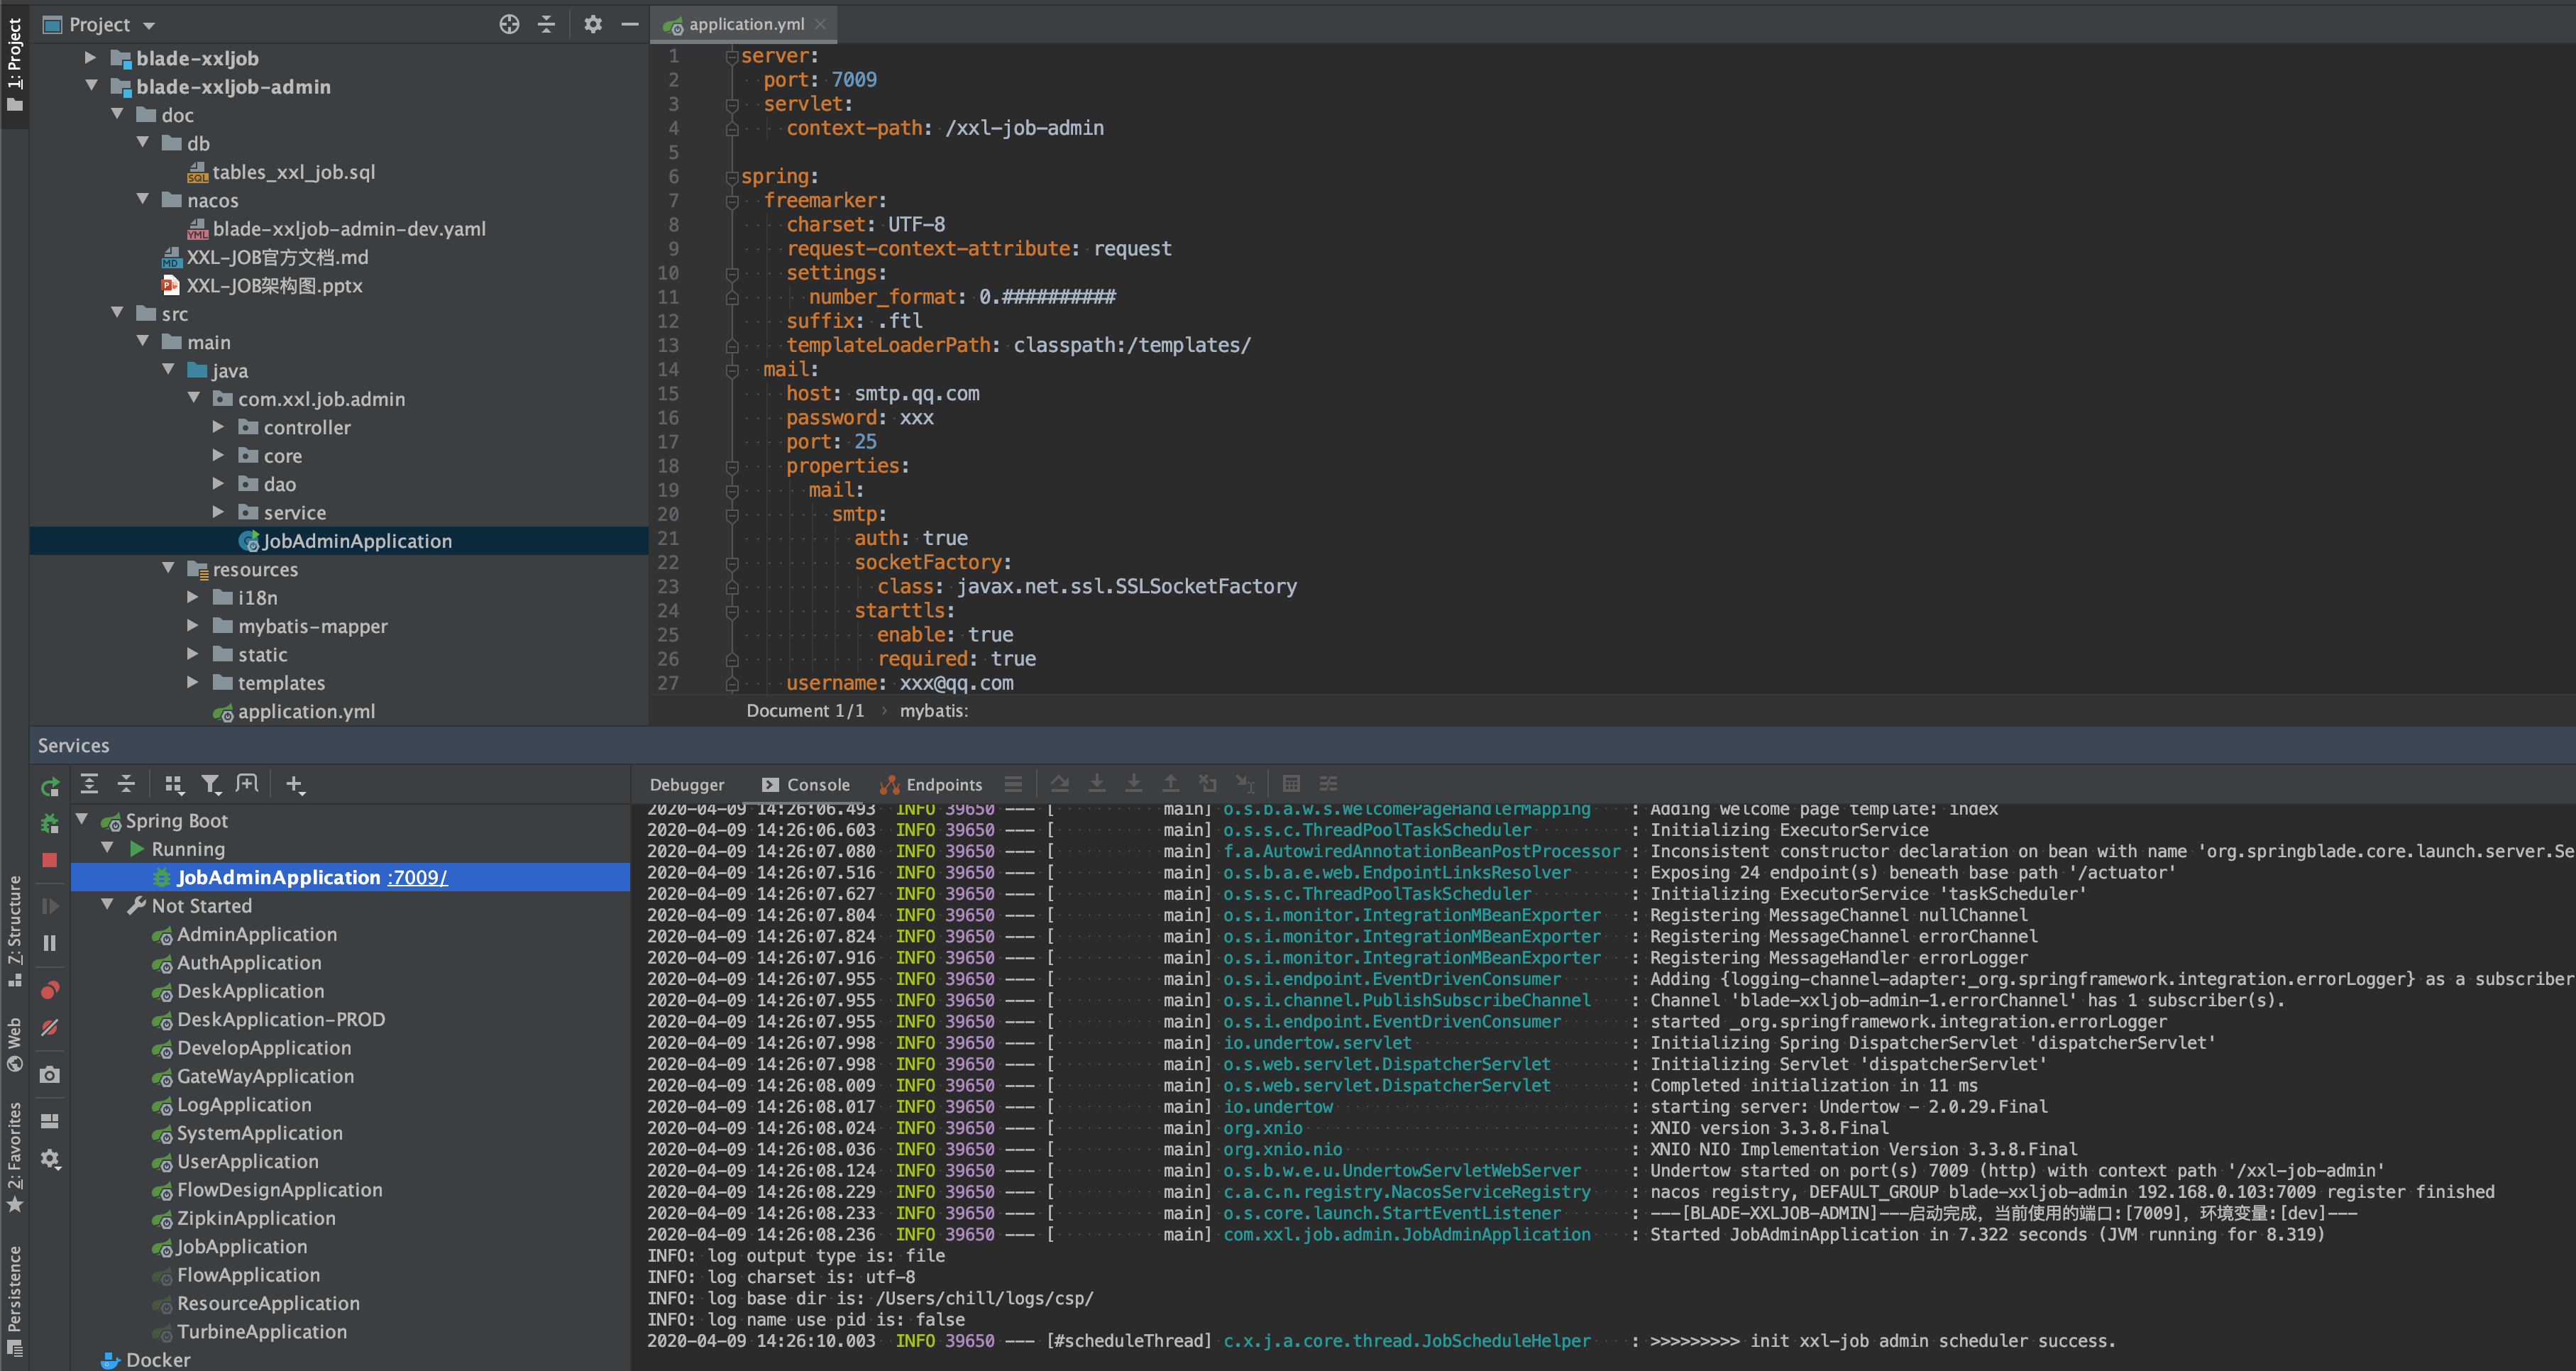 1: Project
Project
blade-xxljob
blade-xxljob-admin
doc
db
tables_xxl_job.sql
nacos
blade-xxljob-admin-dev.yaml
XXL-JOB官方文档.md
XXL-JOB架构图.pptx
src
main
java
com.xxl.job.admin
controller
core
dao
service
JobAdminApplication
resources
i18n
mybatis-mapper
static
templates
application.yml
application.yml
1 server:
2 port: 7009
3 servlet:
4 context-path: /xxl-job-admin
5
6 spring:
7 freemarker:
8 charset: UTF-8
9 request-context-attribute: request
10 settings:
11 number_format: 0.##########
12 suffix: .ftl
13 templateLoaderPath: classpath:/templates/
14 mail:
15 host: smtp.qq.com
16 password: xxx
17 port: 25
18 properties:
19 mail:
20 smtp:
21 auth: true
22 socketFactory:
23 class: javax.net.ssl.SSLSocketFactory
24 starttls:
25 enable: true
26 required: true
27 username: xxx@qq.com
Document 1/1 › mybatis:
Services
7: Structure
Web
2: Favorites
Persistence
Spring Boot
Running
JobAdminApplication :7009/
Not Started
AdminApplication
AuthApplication
DeskApplication
DeskApplication-PROD
DevelopApplication
GateWayApplication
LogApplication
SystemApplication
UserApplication
FlowDesignApplication
ZipkinApplication
JobApplication
FlowApplication
ResourceApplication
TurbineApplication
Docker
Debugger Console Endpoints
2020-04-09 14:26:06.493 INFO 39650 --- [ main] o.s.b.a.w.s.WelcomePageHandlerMapping : Adding welcome page template: index
2020-04-09 14:26:06.603 INFO 39650 --- [ main] o.s.s.c.ThreadPoolTaskScheduler : Initializing ExecutorService
2020-04-09 14:26:07.080 INFO 39650 --- [ main] f.a.AutowiredAnnotationBeanPostProcessor : Inconsistent constructor declaration on bean with name 'org.springblade.core.launch.server.Se
2020-04-09 14:26:07.516 INFO 39650 --- [ main] o.s.b.a.e.web.EndpointLinksResolver : Exposing 24 endpoint(s) beneath base path '/actuator'
2020-04-09 14:26:07.627 INFO 39650 --- [ main] o.s.s.c.ThreadPoolTaskScheduler : Initializing ExecutorService 'taskScheduler'
2020-04-09 14:26:07.804 INFO 39650 --- [ main] o.s.i.monitor.IntegrationMBeanExporter : Registering MessageChannel nullChannel
2020-04-09 14:26:07.824 INFO 39650 --- [ main] o.s.i.monitor.IntegrationMBeanExporter : Registering MessageChannel errorChannel
2020-04-09 14:26:07.916 INFO 39650 --- [ main] o.s.i.monitor.IntegrationMBeanExporter : Registering MessageHandler errorLogger
2020-04-09 14:26:07.955 INFO 39650 --- [ main] o.s.i.endpoint.EventDrivenConsumer : Adding {logging-channel-adapter:_org.springframework.integration.errorLogger} as a subscriber
2020-04-09 14:26:07.955 INFO 39650 --- [ main] o.s.i.channel.PublishSubscribeChannel : Channel 'blade-xxljob-admin-1.errorChannel' has 1 subscriber(s).
2020-04-09 14:26:07.955 INFO 39650 --- [ main] o.s.i.endpoint.EventDrivenConsumer : started _org.springframework.integration.errorLogger
2020-04-09 14:26:07.998 INFO 39650 --- [ main] io.undertow.servlet : Initializing Spring DispatcherServlet 'dispatcherServlet'
2020-04-09 14:26:07.998 INFO 39650 --- [ main] o.s.web.servlet.DispatcherServlet : Initializing Servlet 'dispatcherServlet'
2020-04-09 14:26:08.009 INFO 39650 --- [ main] o.s.web.servlet.DispatcherServlet : Completed initialization in 11 ms
2020-04-09 14:26:08.017 INFO 39650 --- [ main] io.undertow : starting server: Undertow - 2.0.29.Final
2020-04-09 14:26:08.024 INFO 39650 --- [ main] org.xnio : XNIO version 3.3.8.Final
2020-04-09 14:26:08.036 INFO 39650 --- [ main] org.xnio.nio : XNIO NIO Implementation Version 3.3.8.Final
2020-04-09 14:26:08.124 INFO 39650 --- [ main] o.s.b.w.e.u.UndertowServletWebServer : Undertow started on port(s) 7009 (http) with context path '/xxl-job-admin'
2020-04-09 14:26:08.229 INFO 39650 --- [ main] c.a.c.n.registry.NacosServiceRegistry : nacos registry, DEFAULT_GROUP blade-xxljob-admin 192.168.0.103:7009 register finished
2020-04-09 14:26:08.233 INFO 39650 --- [ main] o.s.core.launch.StartEventListener : ---[BLADE-XXLJOB-ADMIN]---启动完成，当前使用的端口:[7009]，环境变量:[dev]---
2020-04-09 14:26:08.236 INFO 39650 --- [ main] com.xxl.job.admin.JobAdminApplication : Started JobAdminApplication in 7.322 seconds (JVM running for 8.319)
INFO: log output type is: file
INFO: log charset is: utf-8
INFO: log base dir is: /Users/chill/logs/csp/
INFO: log name use pid is: false
2020-04-09 14:26:10.003 INFO 39650 --- [#scheduleThread] c.x.j.a.core.thread.JobScheduleHelper : >>>>>>>>> init xxl-job admin scheduler success.